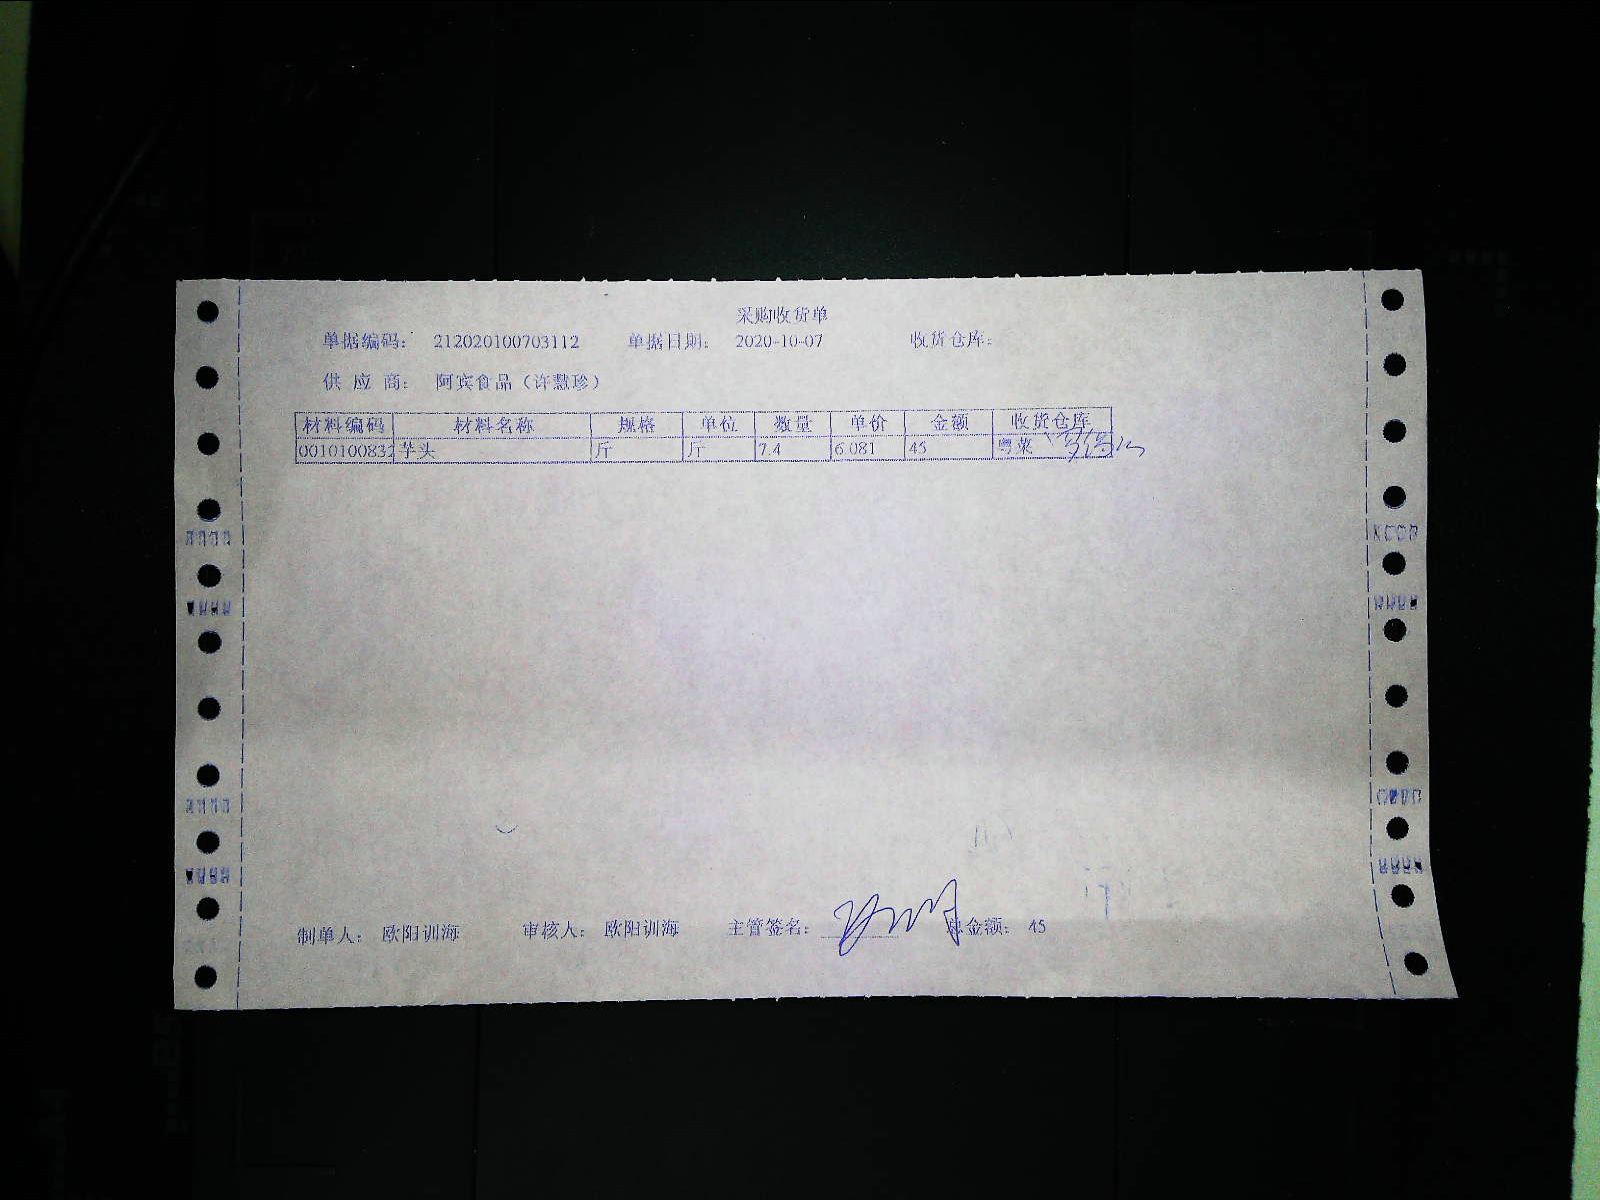 采购收货单
单据编码： 212020100703112 单据日期： 2020-10-07 收货仓库：
供 应 商： 阿宾食品（许慧珍）
材料编码 材料名称 规格 单位 数量 单价 金额 收货仓库
0010100832 芋头 斤 斤 7.4 6.081 45 粤菜
制单人： 欧阳训海 审核人： 欧阳训海 主管签名： 总金额： 45